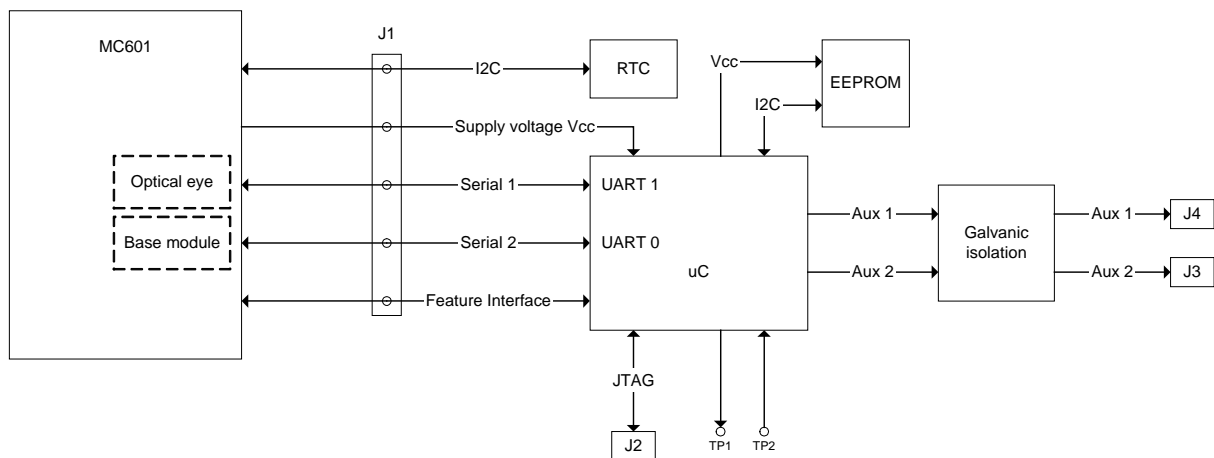 MC601
J1
I2C
RTC
Vcc
EEPROM
I2C
Supply voltage Vcc
Optical eye
Serial 1
UART 1
Base module
Serial 2
UART 0
uC
Feature Interface
Aux 1
Aux 2
Galvanic
isolation
Aux 1
J4
Aux 2
J3
JTAG
J2
TP1
TP2